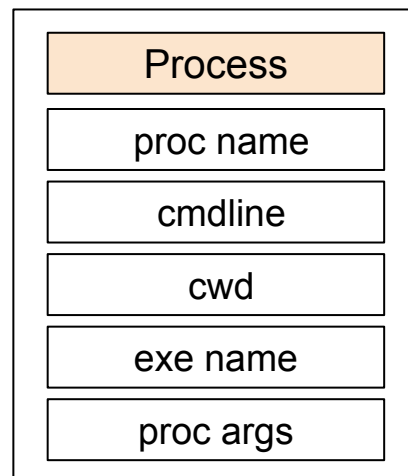 Process
proc name
cmdline
cwd
exe name
proc args